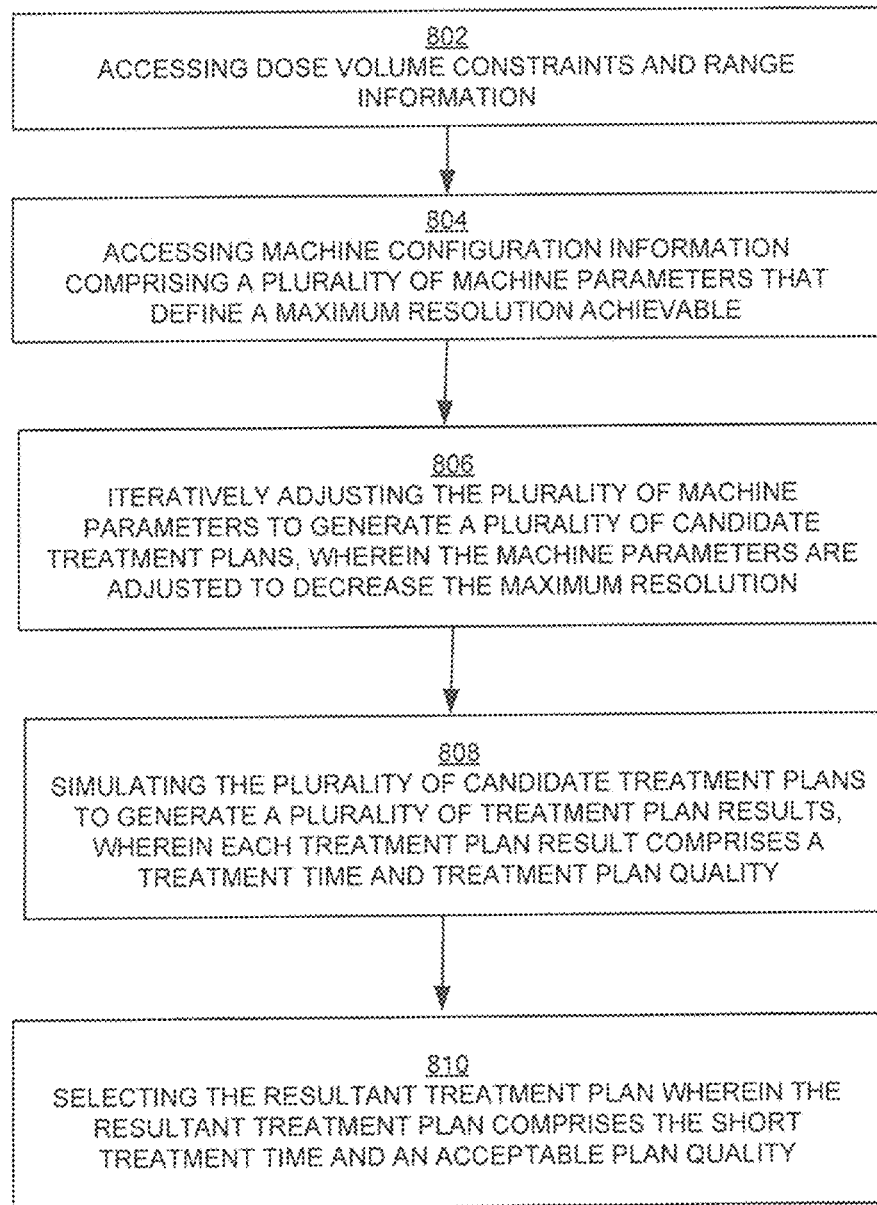 802
ACCESSING DOSE VOLUME CONSTRAINTS AND RANGE
INFORMATION
804
ACCESSING MACHINE CONFIGURATION INFORMATION
COMPRISING A PLURALITY OF MACHINE PARAMETERS THAT
DEFINE A MAXIMUM RESOLUTION ACHIEVABLE
806
ITERATIVELY ADJUSTING THE PLURALITY OF MACHINE
PARAMETERS TO GENERATE A PLURALITY OF CANDIDATE
TREATMENT PLANS, WHEREIN THE MACHINE PARAMETERS ARE
ADJUSTED TO DECREASE THE MAXIMUM RESOLUTION
808
SIMULATING THE PLURALITY OF CANDIDATE TREATMENT PLANS
TO GENERATE A PLURALITY OF TREATMENT PLAN RESULTS,
WHEREIN EACH TREATMENT PLAN RESULT COMPRISES A
TREATMENT TIME AND TREATMENT PLAN QUALITY
810
SELECTING THE RESULTANT TREATMENT PLAN WHEREIN THE
RESULTANT TREATMENT PLAN COMPRISES THE SHORT
TREATMENT TIME AND AN ACCEPTABLE PLAN QUALITY